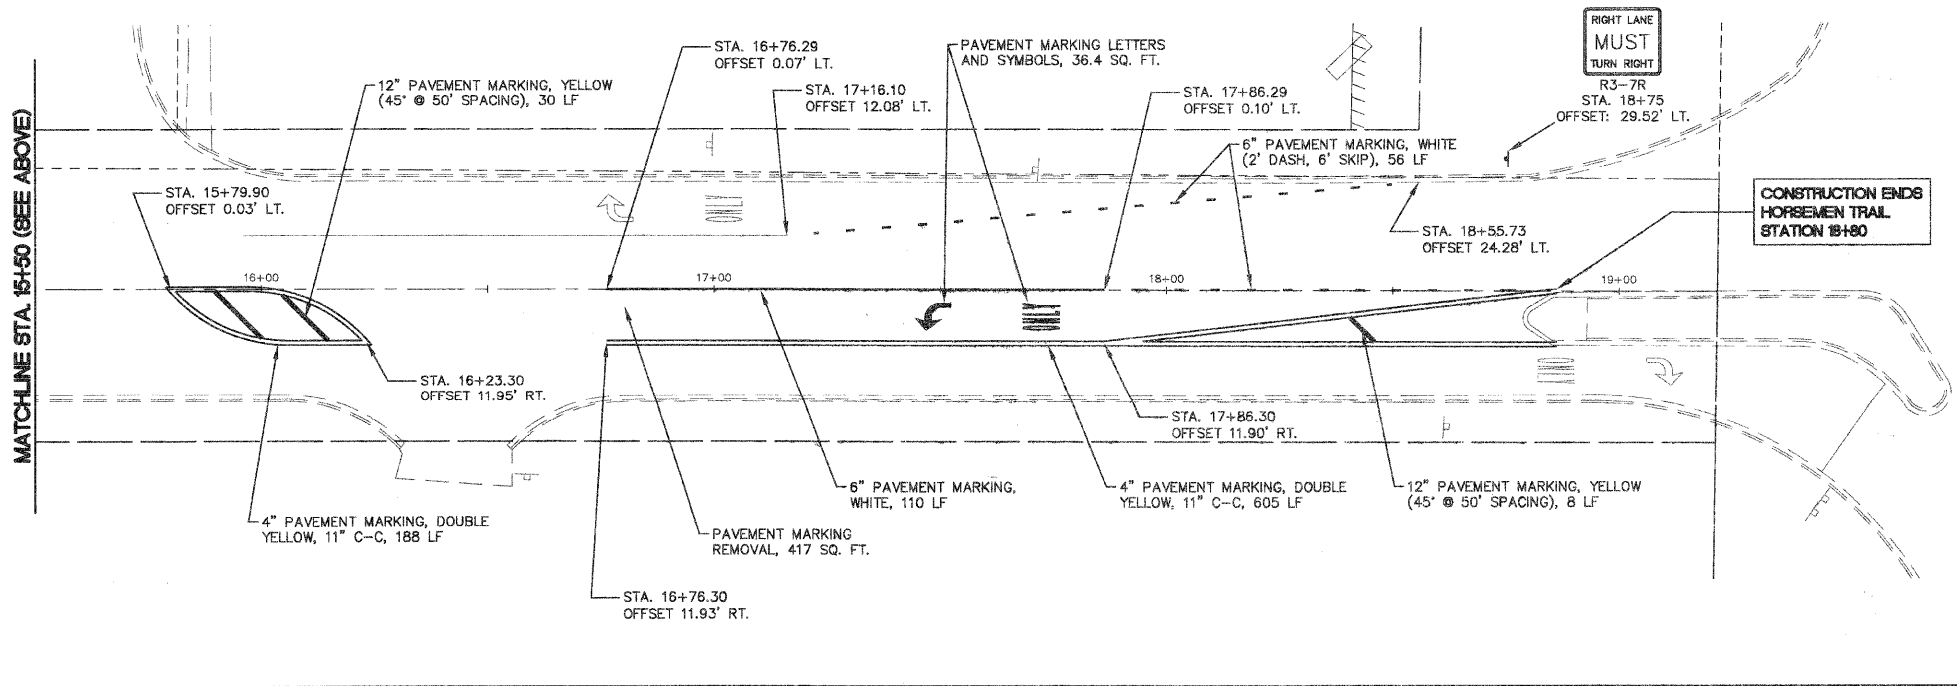 MATCHLINE STA. 15+50 (SEE ABOVE)
12" PAVEMENT MARKING, YELLOW
(45° @ 50' SPACING), 30 LF
STA. 16+76.29
OFFSET 0.07' LT.
STA. 17+16.10
OFFSET 12.08' LT.
PAVEMENT MARKING LETTERS
AND SYMBOLS, 36.4 SQ. FT.
STA. 17+86.29
OFFSET 0.10' LT.
6" PAVEMENT MARKING, WHITE
(2' DASH, 6' SKIP), 56 LF
RIGHT LANE
MUST
TURN RIGHT
R3-7R
STA. 18+75
OFFSET: 29.52' LT.
STA. 15+79.90
OFFSET 0.03' LT.
CONSTRUCTION ENDS
HORSEMEN TRAIL
STATION 18+80
STA. 18+55.73
OFFSET 24.28' LT.
ONLY
16+00
17+00
18+00
19+00
ONLY
ONLY
STA. 16+23.30
OFFSET 11.95' RT.
STA. 17+86.30
OFFSET 11.90' RT.
4" PAVEMENT MARKING, DOUBLE
YELLOW, 11" C-C, 188 LF
6" PAVEMENT MARKING,
WHITE, 110 LF
PAVEMENT MARKING
REMOVAL, 417 SQ. FT.
4" PAVEMENT MARKING, DOUBLE
YELLOW, 11" C-C, 605 LF
12" PAVEMENT MARKING, YELLOW
(45° @ 50' SPACING), 8 LF
STA. 16+76.30
OFFSET 11.93' RT.